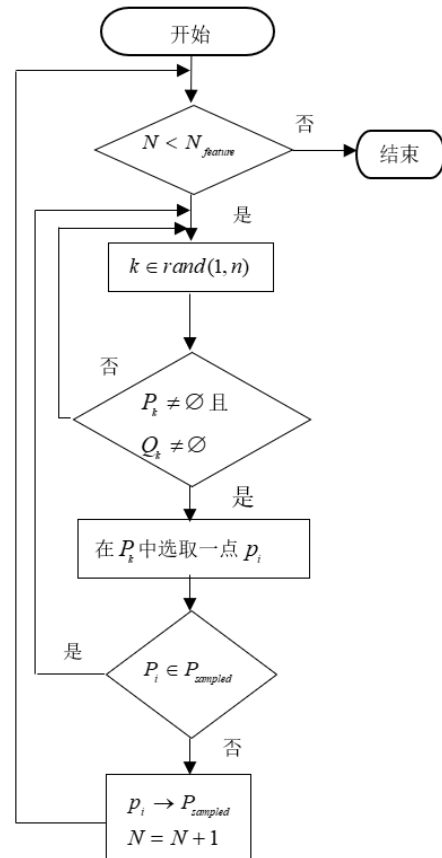 开始
N < N_feature
否
结束
是
k ∈ rand(1, n)
否
P_k ≠ ∅ 且
Q_k ≠ ∅
是
在 P_k 中选取一点 p_i
是
P_i ∈ P_sampled
否
p_i → P_sampled
N = N + 1